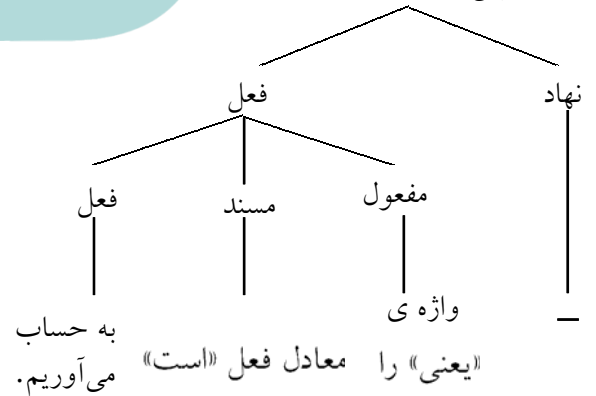 نهاد
فعل
مفعول
مسند
فعل
–
واژه ی
«یعنی» را
معادل فعل «است»
به حساب
می‌آوریم.